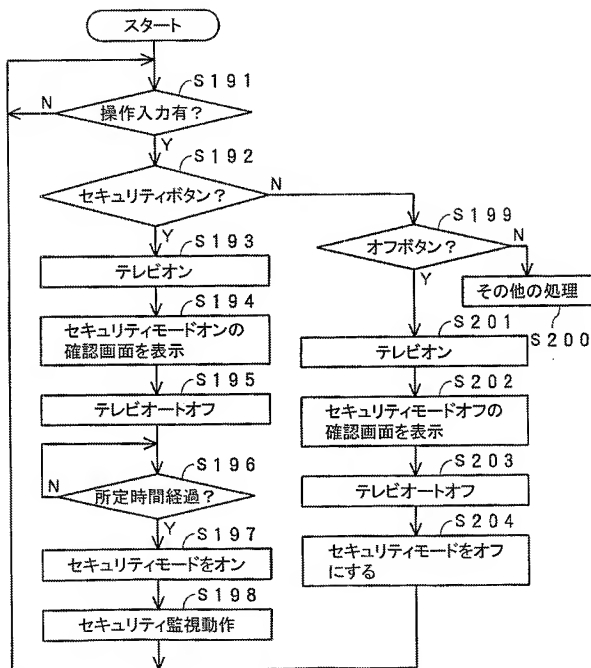 スタート
S191
操作入力有?
N
Y
S192
セキュリティボタン?
N
Y
S193
テレビオン
S194
セキュリティモードオンの
確認画面を表示
S195
テレビオートオフ
S196
所定時間経過?
N
Y
S197
セキュリティモードをオン
S198
セキュリティ監視動作
S199
オフボタン?
N
Y
その他の処理
S200
S201
テレビオン
S202
セキュリティモードオフの
確認画面を表示
S203
テレビオートオフ
S204
セキュリティモードをオフ
にする